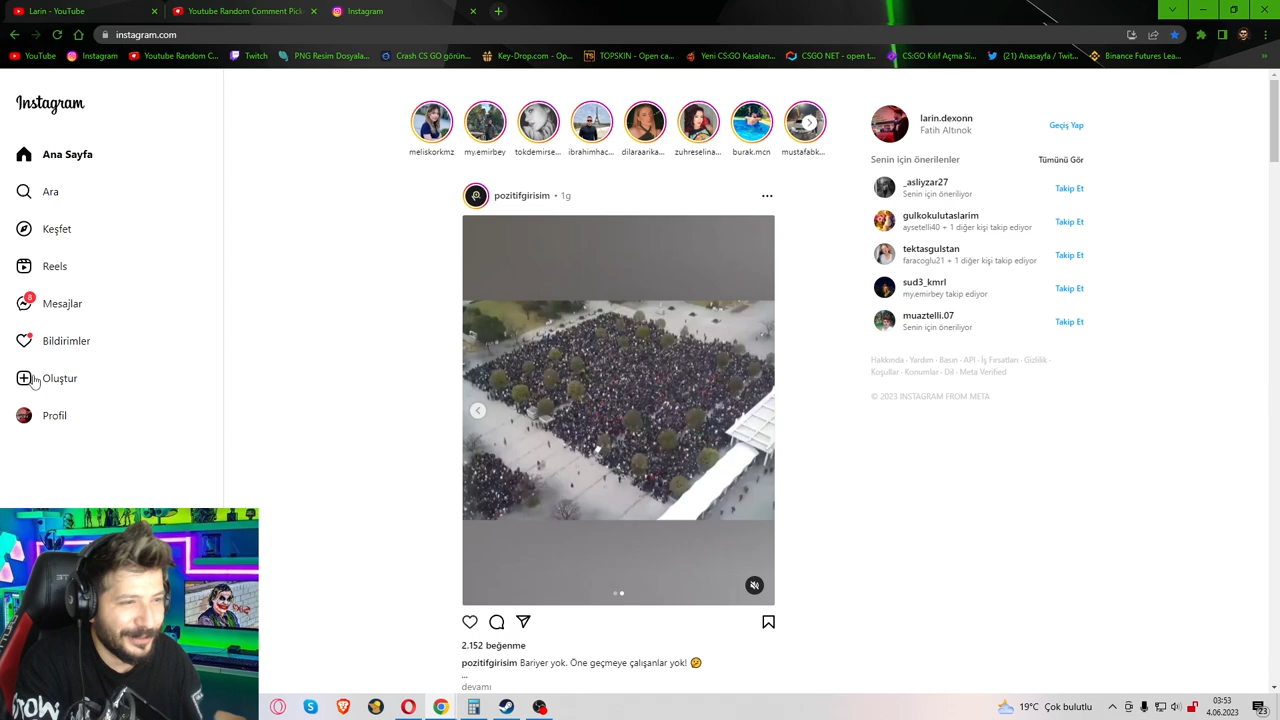 Larin - YouTube
YouTube Random Comment Pick
Instagram
instagram.com
YouTube
Instagram
Youtube Random C...
Twitch
PNG Resim Dosyala...
Crash CS GO görün...
Key-Drop.com - Op...
TOPSKIN - Open ca...
Yeni CS:GO Kasaları...
CSGO NET - open t...
CS:GO Kılıf Açma Si...
(21) Anasayfa / Twit...
Binance Futures Lea...
Instagram
Ana Sayfa
Ara
Keşfet
Reels
8
Mesajlar
Bildirimler
Oluştur
Profil
meliskorkmz
my.emirbey
tokdemirse...
ibrahimhac...
dilaraarika...
zuhreselina...
burak.mcn
mustafabk...
pozitifgirisim • 1g
2.152 beğenme
pozitifgirisim Bariyer yok. Öne geçmeye çalışanlar yok! 🤔
...
devamı
larin.dexonn
Fatih Altınok
Geçiş Yap
Senin için önerilenler
Tümünü Gör
_asliyzar27
Senin için öneriliyor
Takip Et
gulkokulutaslarim
aysetelli40 + 1 diğer kişi takip ediyor
Takip Et
tektasgulstan
faracoglu21 + 1 diğer kişi takip ediyor
Takip Et
sud3_kmrl
my.emirbey takip ediyor
Takip Et
muaztelli.07
Senin için öneriliyor
Takip Et
Hakkında · Yardım · Basın · API · İş Fırsatları · Gizlilik ·
Koşullar · Konumlar · Dil · Meta Verified
© 2023 INSTAGRAM FROM META
19°C Çok bulutlu
03:53
4.06.2023